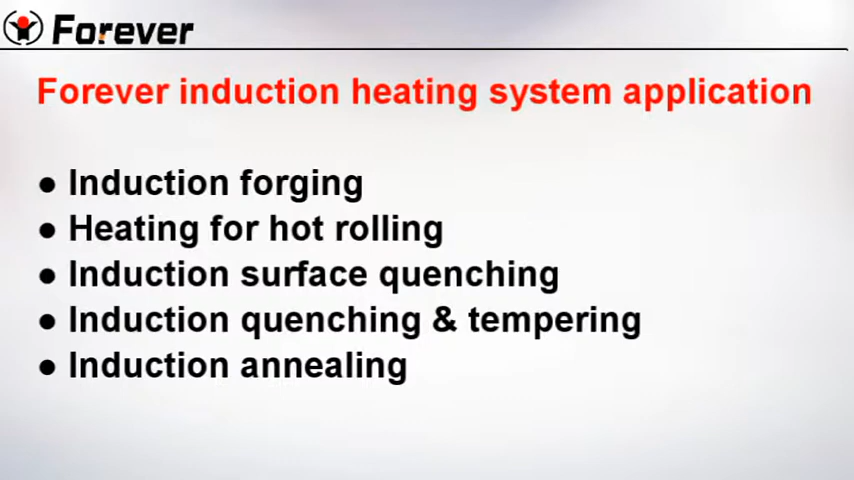 Forever
Forever induction heating system application
● Induction forging
● Heating for hot rolling
● Induction surface quenching
● Induction quenching & tempering
● Induction annealing